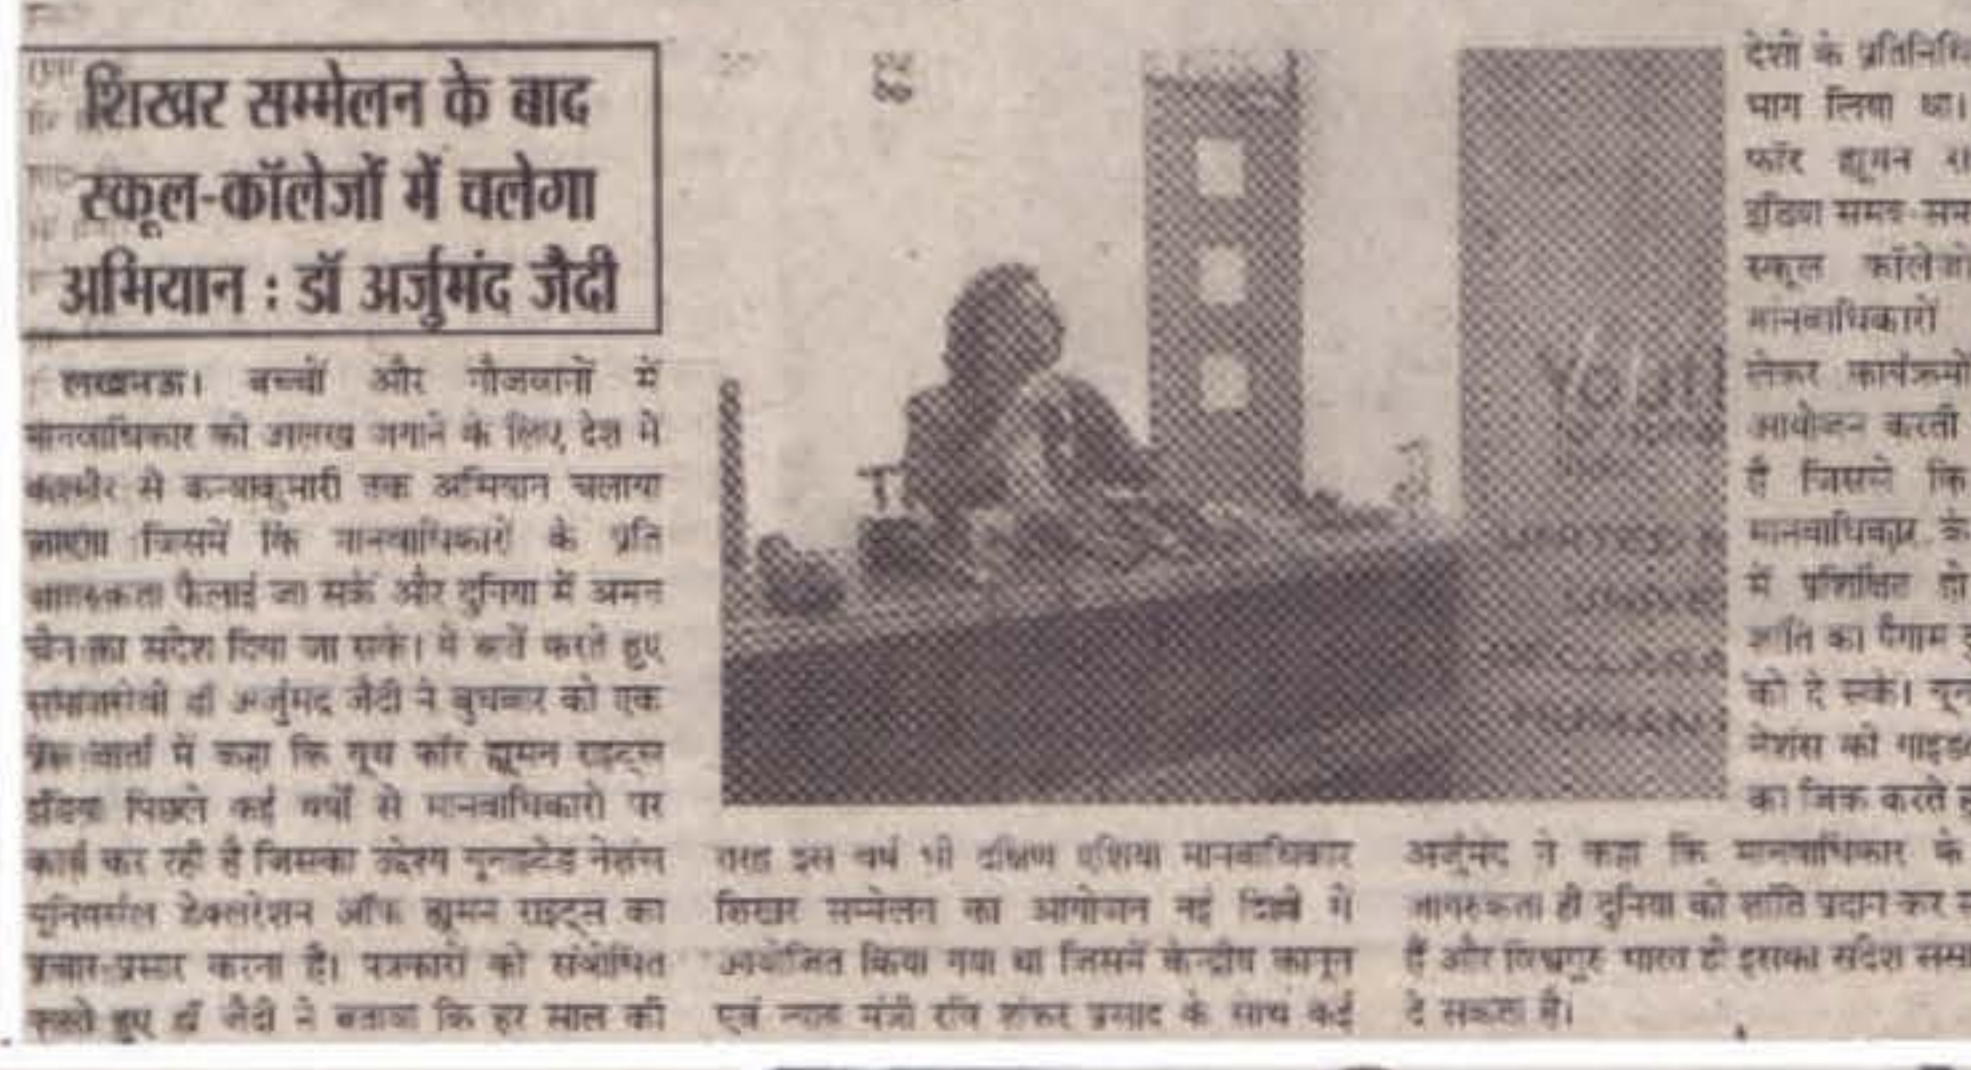 शिखर सम्मेलन के बाद
स्कूल-कॉलेजों में चलेगा
अभियान : डॉ अर्जुमंद जैदी
लखनऊ। बच्चों और नौजवानों में
मानवाधिकार की अलख जगाने के लिए देश में
कश्मीर से कन्याकुमारी तक अभियान चलाया
जाएगा जिसमें कि मानवाधिकारों के प्रति
जागरुकता फैलाई जा सके और दुनिया में अमन
चैन का संदेश दिया जा सके। ये बातें करते हुए
समाजसेवी डॉ अर्जुमंद जैदी ने बुधवार को एक
प्रेस वार्ता में कहा कि यूथ फॉर ह्यूमन राइट्स
इंडिया पिछले कई वर्षों से मानवाधिकारों पर
कार्य कर रही है जिसका उद्देश्य यूनाइटेड नेशंस
यूनिवर्सल डेक्लरेशन ऑफ ह्यूमन राइट्स का
प्रचार-प्रसार करना है। पत्रकारों को संबोधित
करते हुए डॉ जैदी ने बताया कि हर साल की
तरह इस वर्ष भी दक्षिण एशिया मानवाधिकार
शिखर सम्मेलन का आयोजन नई दिल्ली में
आयोजित किया गया था जिसमें केन्द्रीय कानून
एवं न्याय मंत्री रवि शंकर प्रसाद के साथ कई
देशों के
भाग लिया था।
फॉर ह्यूमन
इंडिया समय
स्कूल
मानवाधिकारों
लेकर कार्यक्रमों
आयोजन करती
है जिससे कि
मानवाधिकार के
में प्रशिक्षित हो
शांति का पैगाम
को दे सके।
नेशंस की
का जिक्र करते
अर्जुमंद ने कहा कि मानवाधिकार के
जागरुकता ही दुनिया को शांति प्रदान कर
है और विश्वगुरु भारत ही इसका संदेश
दे सकता है।